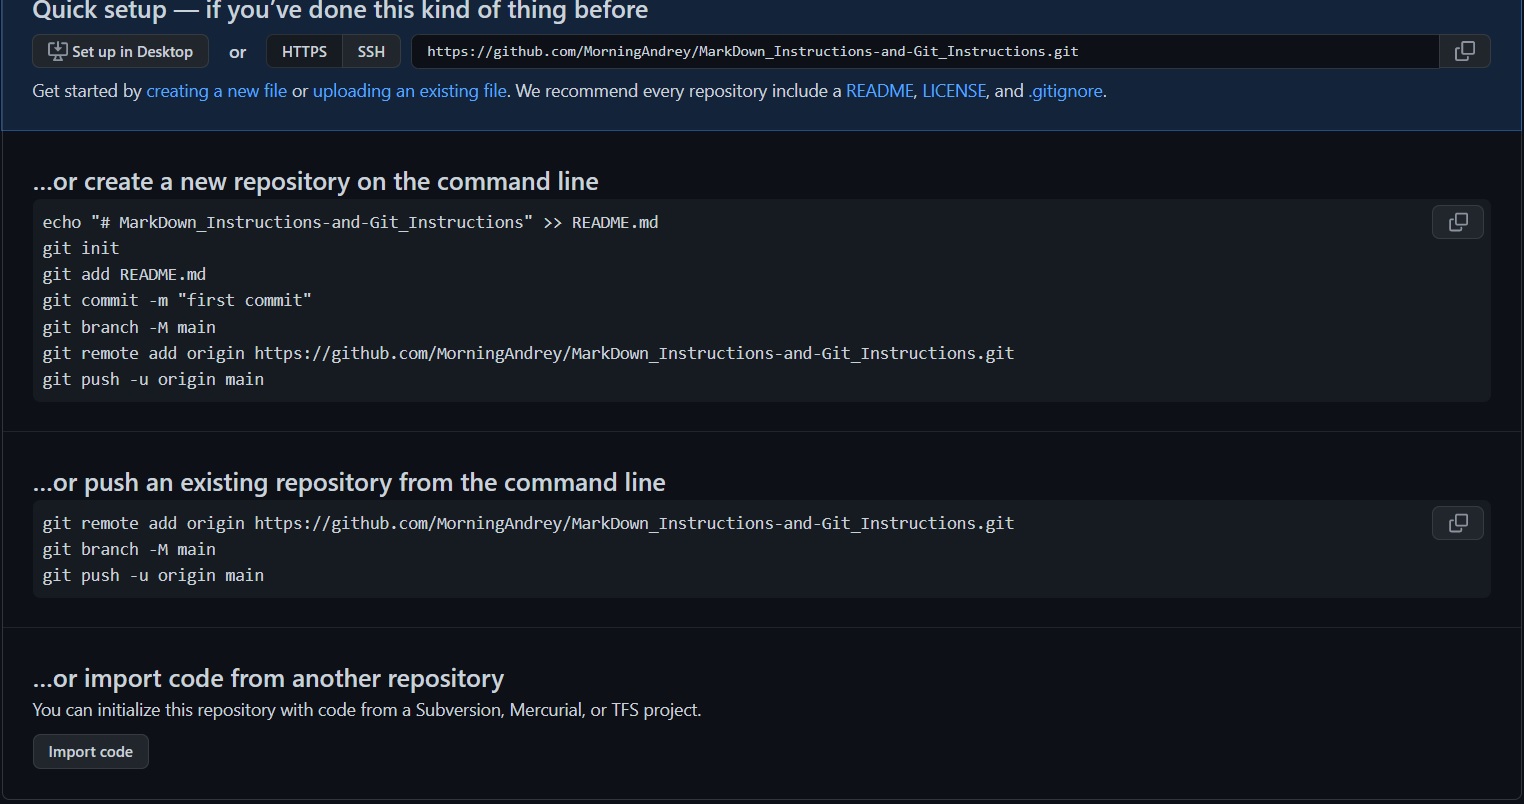 Quick setup — if you've done this kind of thing before
Set up in Desktop or HTTPS SSH https://github.com/MorningAndrey/MarkDown_Instructions-and-Git_Instructions.git
Get started by creating a new file or uploading an existing file. We recommend every repository include a README, LICENSE, and .gitignore.
…or create a new repository on the command line
echo "# MarkDown_Instructions-and-Git_Instructions" >> README.md
git init
git add README.md
git commit -m "first commit"
git branch -M main
git remote add origin https://github.com/MorningAndrey/MarkDown_Instructions-and-Git_Instructions.git
git push -u origin main
…or push an existing repository from the command line
git remote add origin https://github.com/MorningAndrey/MarkDown_Instructions-and-Git_Instructions.git
git branch -M main
git push -u origin main
…or import code from another repository
You can initialize this repository with code from a Subversion, Mercurial, or TFS project.
Import code